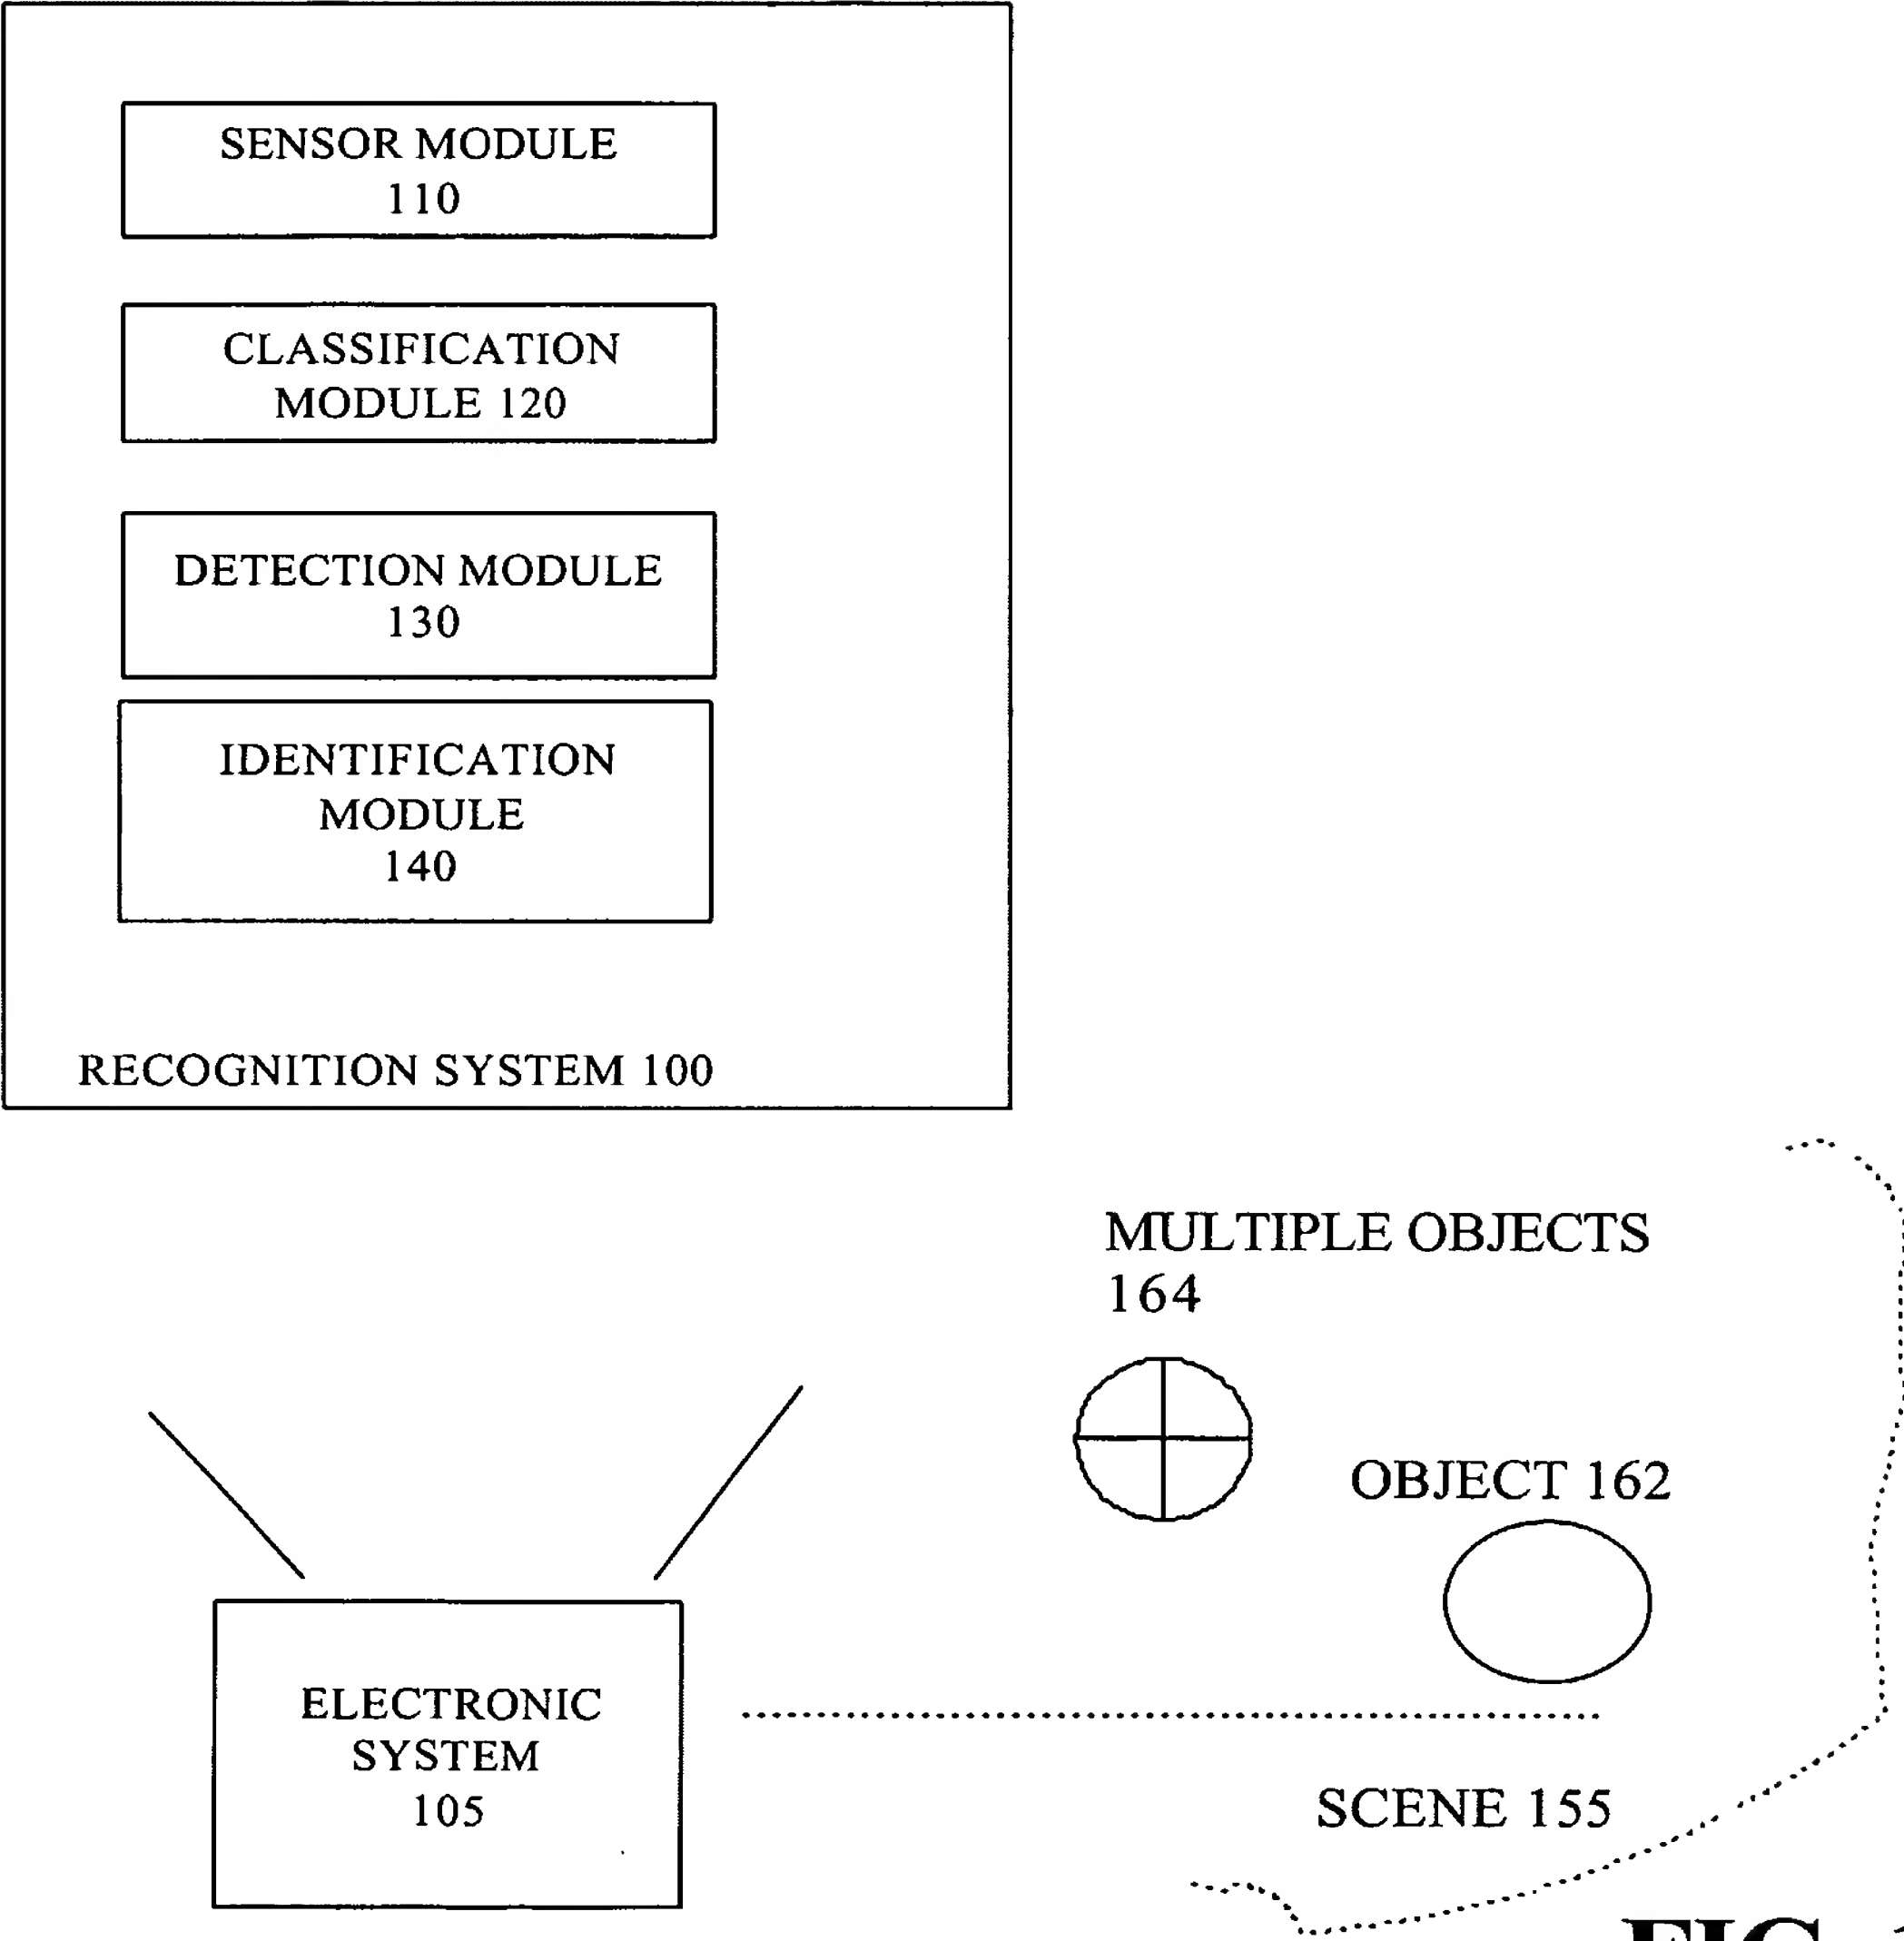 SENSOR MODULE
110
CLASSIFICATION
MODULE 120
DETECTION MODULE
130
IDENTIFICATION
MODULE
140
RECOGNITION SYSTEM 100
MULTIPLE OBJECTS
164
OBJECT 162
ELECTRONIC
SYSTEM
105
SCENE 155